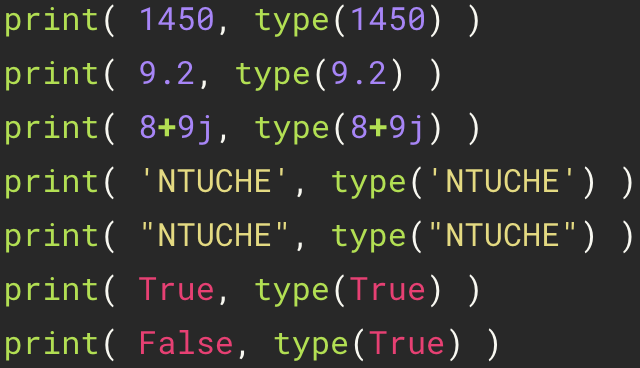 print( 1450, type(1450) )
print( 9.2, type(9.2) )
print( 8+9j, type(8+9j) )
print( 'NTUCHE', type('NTUCHE') )
print( "NTUCHE", type("NTUCHE") )
print( True, type(True) )
print( False, type(True) )